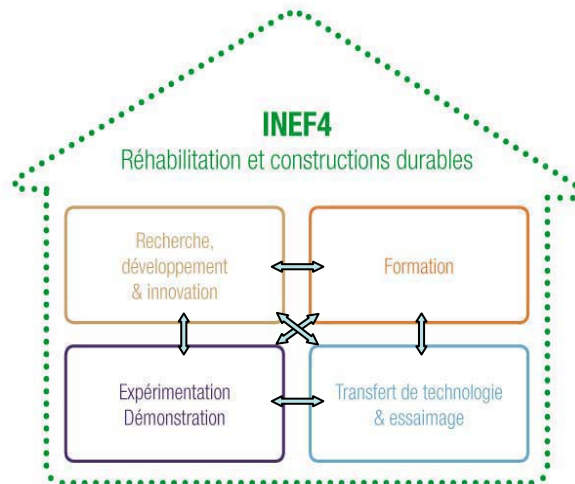 INEF4
Réhabilitation et constructions durables
Recherche,
développement
& innovation
Formation
Expérimentation
Démonstration
Transfert de technologie
& essaimage